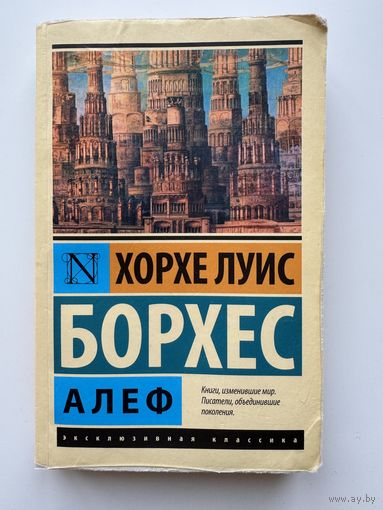 N
ХОРХЕ ЛУИС
БОРХЕС
АЛЕФ
Книги, изменившие мир.
Писатели, объединившие
поколения.
эксклюзивная классика
www.ay.by